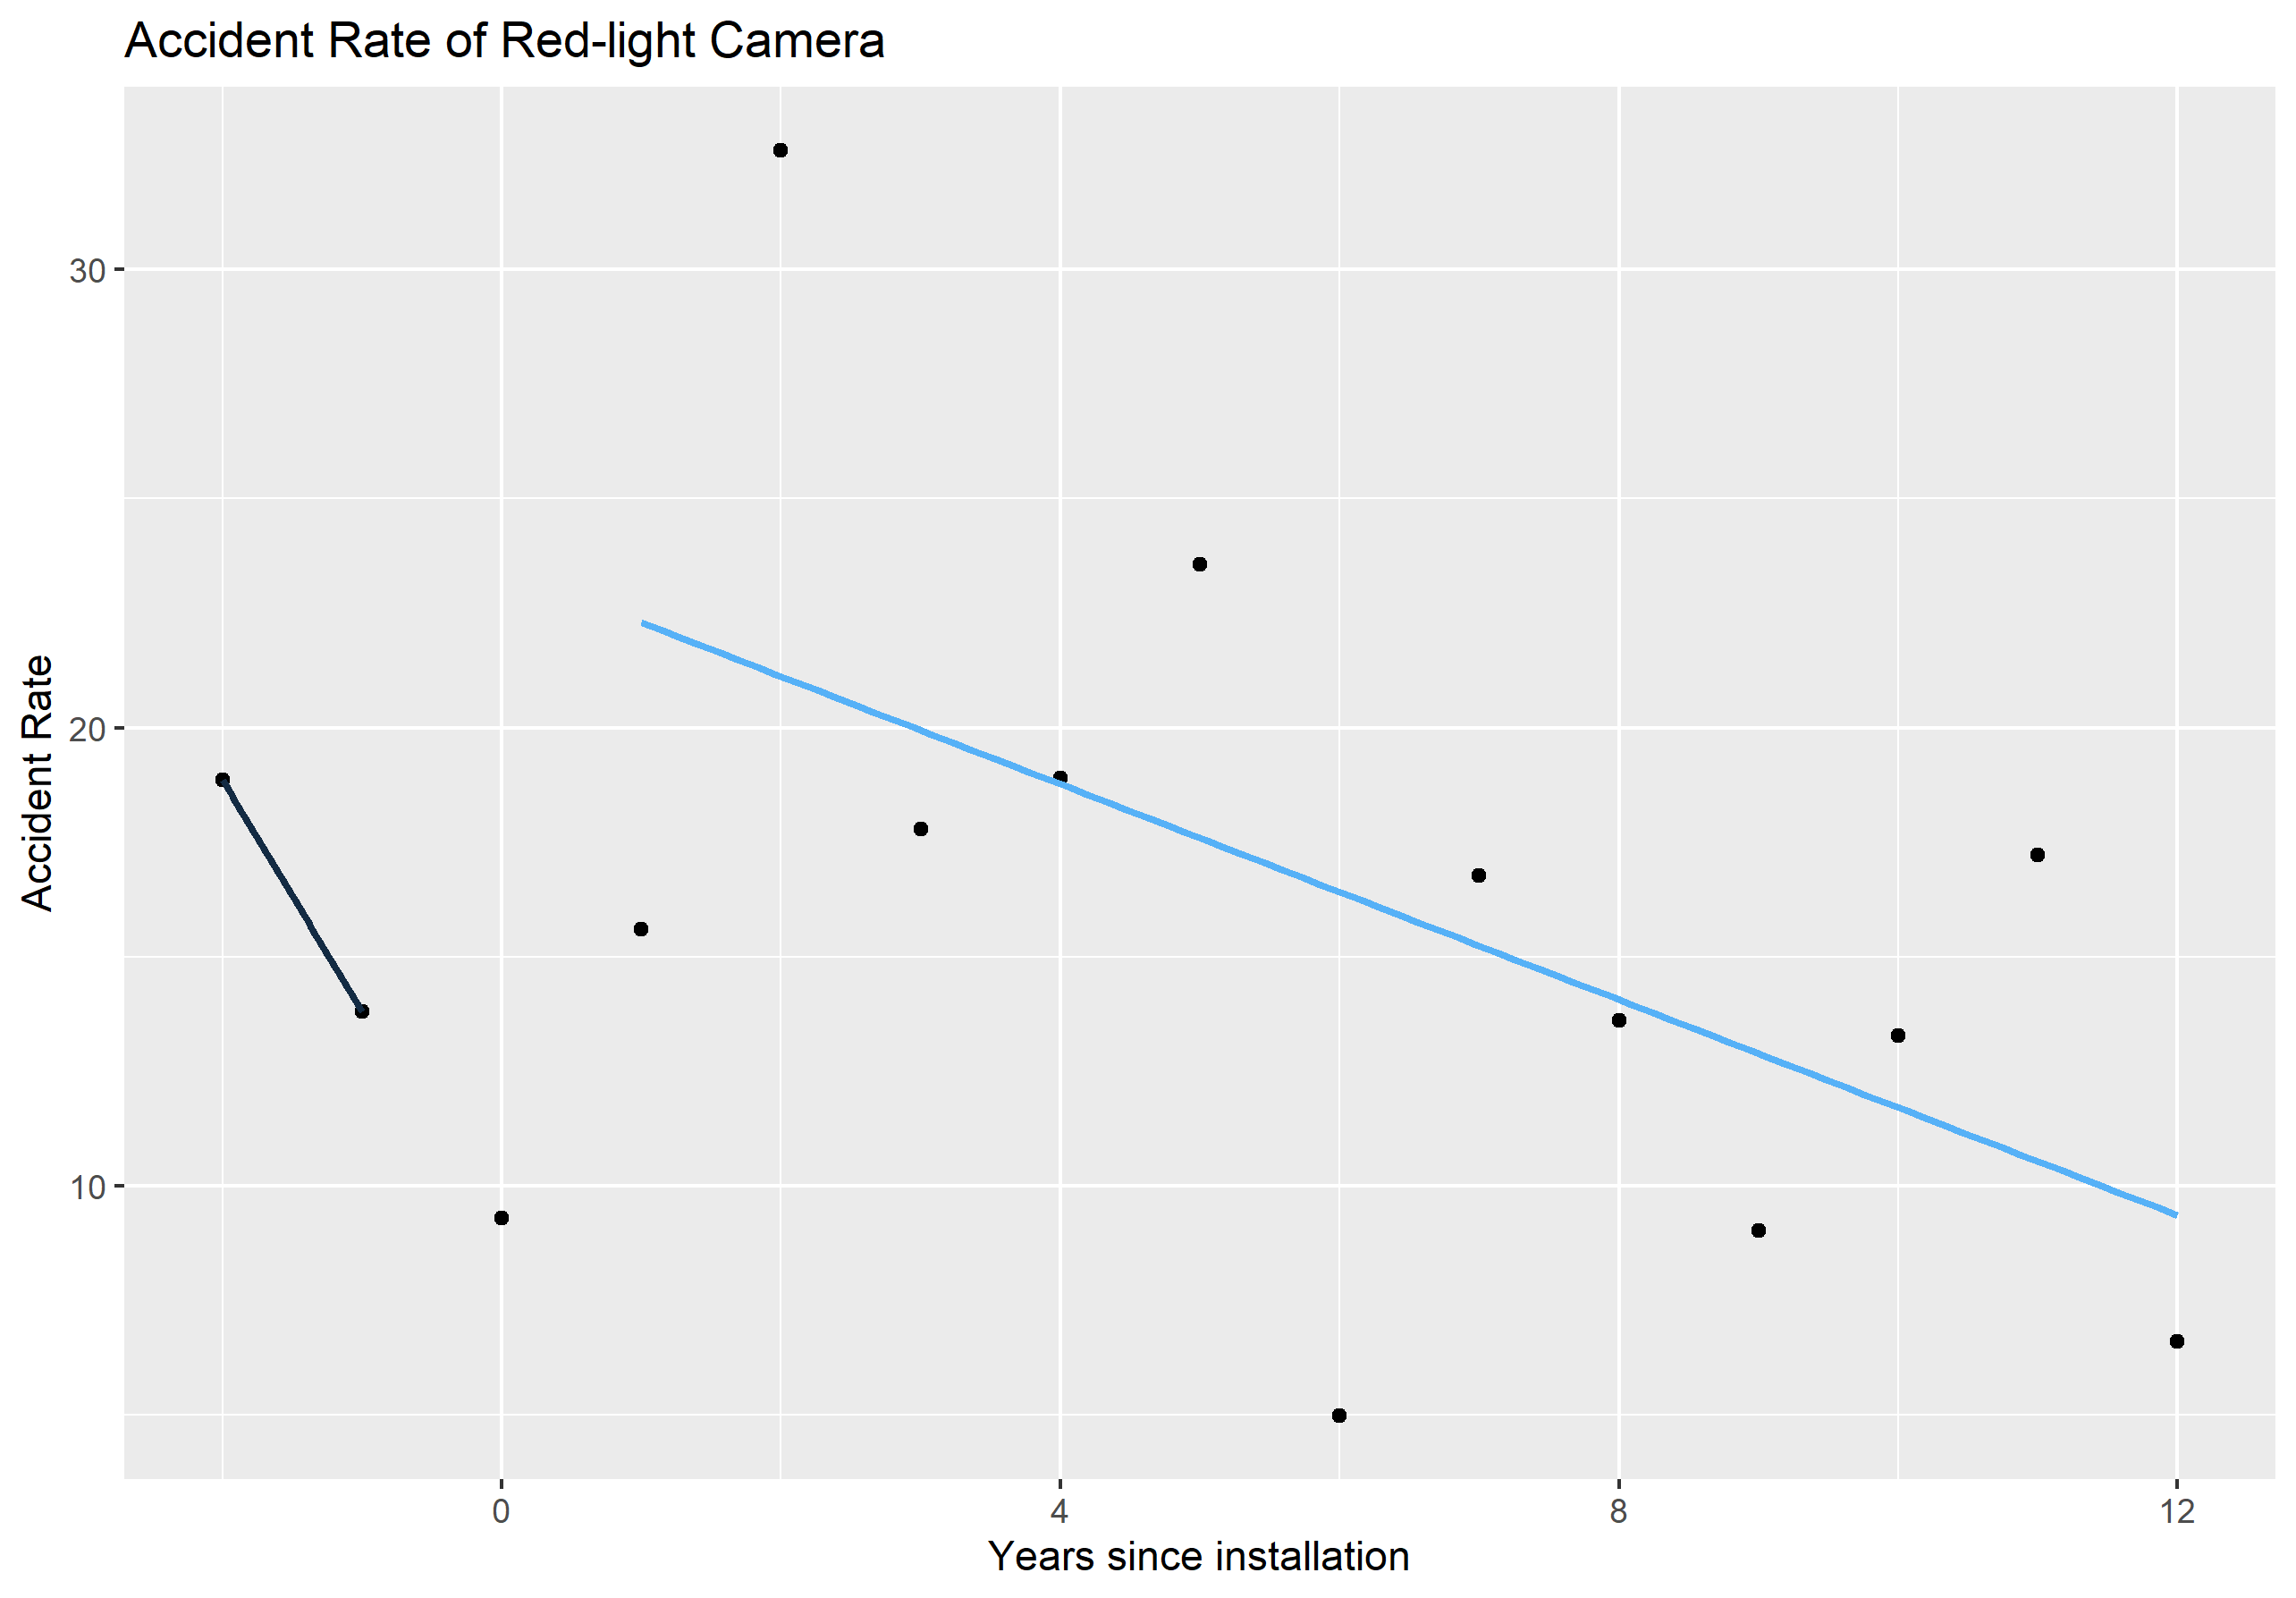 Accident Rate of Red-light Camera
Accident Rate
30
20
10
0
4
8
12
Years since installation